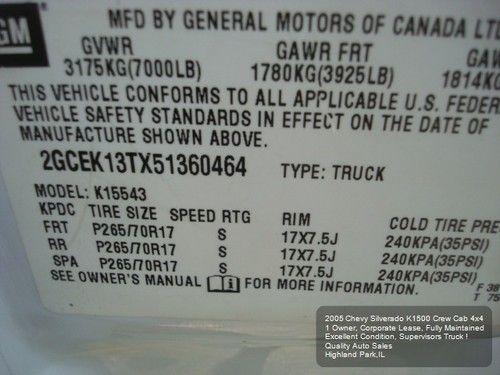 GM
MFD BY GENERAL MOTORS OF CANADA LTD
GVWR GAWR FRT GAW
3175KG(7000LB) 1780KG(3925LB) 1814KG
THIS VEHICLE CONFORMS TO ALL APPLICABLE U.S. FEDER
VEHICLE SAFETY STANDARDS IN EFFECT ON THE DATE OF
MANUFACTURE SHOWN ABOVE.
2GCEK13TX51360464 TYPE: TRUCK
MODEL: K15543
KPDC TIRE SIZE SPEED RTG RIM COLD TIRE PRE
FRT P265/70R17 S 17X7.5J 240KPA(35PSI)
RR P265/70R17 S 17X7.5J 240KPA(35PSI)
SPA P265/70R17 S 17X7.5J 240KPA(35PSI)
SEE OWNER'S MANUAL FOR MORE INFORMATION.
F 38
T 75
2005 Chevy Silverado K1500 Crew Cab 4x4
1 Owner, Corporate Lease, Fully Maintained
Excellent Condition, Supervisors Truck !
Quality Auto Sales
Highland Park,IL